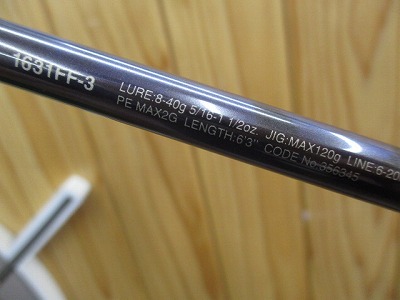 1631FF-3
LURE:8-40g 5/16-1 1/2oz. JIG:MAX120g LINE:6-20
PE MAX2G LENGTH:6'3" CODE No.356345